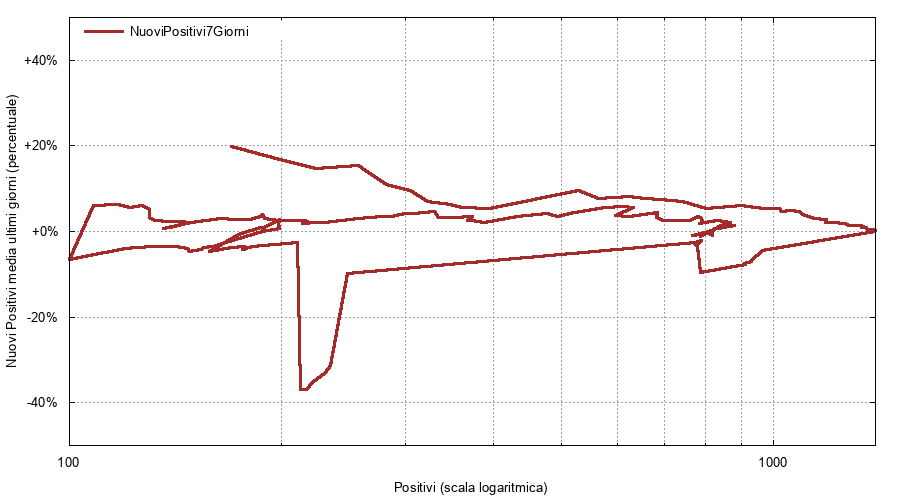 NuoviPositivi7Giorni
+40%
+20%
+0%
-20%
-40%
Nuovi Positivi media ultimi giorni (percentuale)
100
1000
Positivi (scala logaritmica)